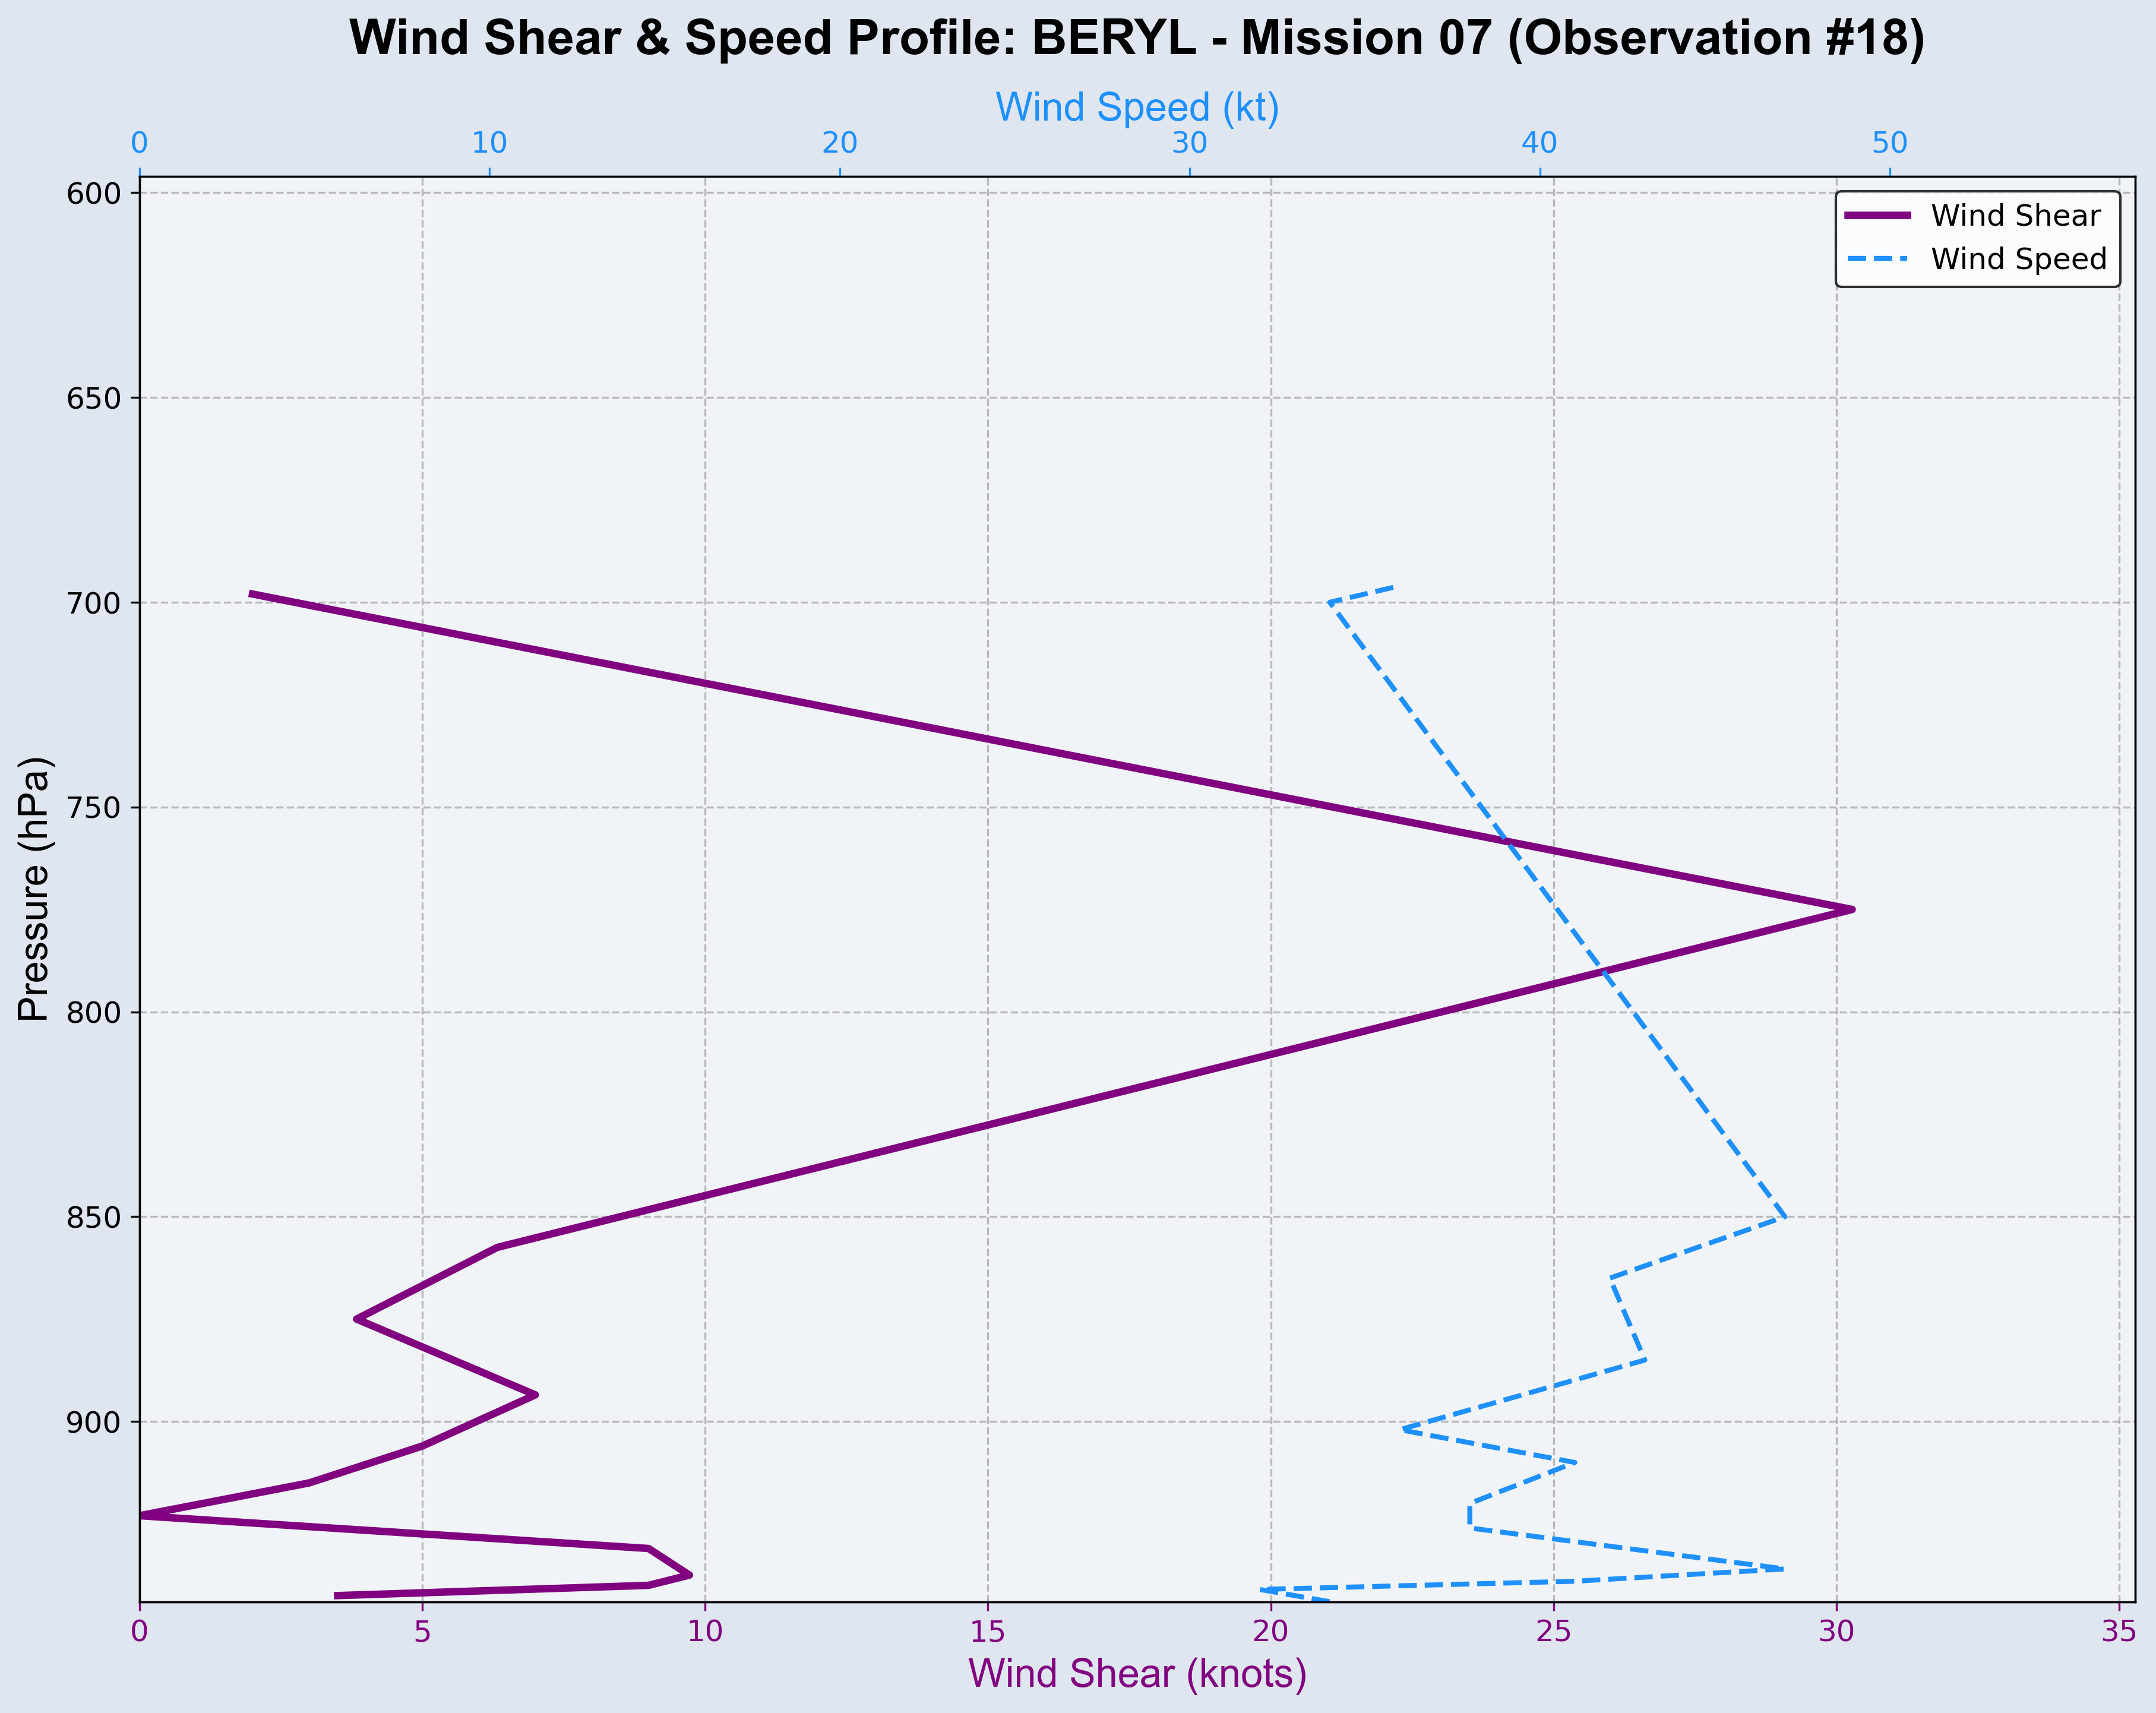 Wind Shear & Speed Profile: BERYL - Mission 07 (Observation #18)
Wind Speed (kt)
0 10 20 30 40 50
Wind Shear
Wind Speed
Pressure (hPa)
600
650
700
750
800
850
900
0 5 10 15 20 25 30 35
Wind Shear (knots)